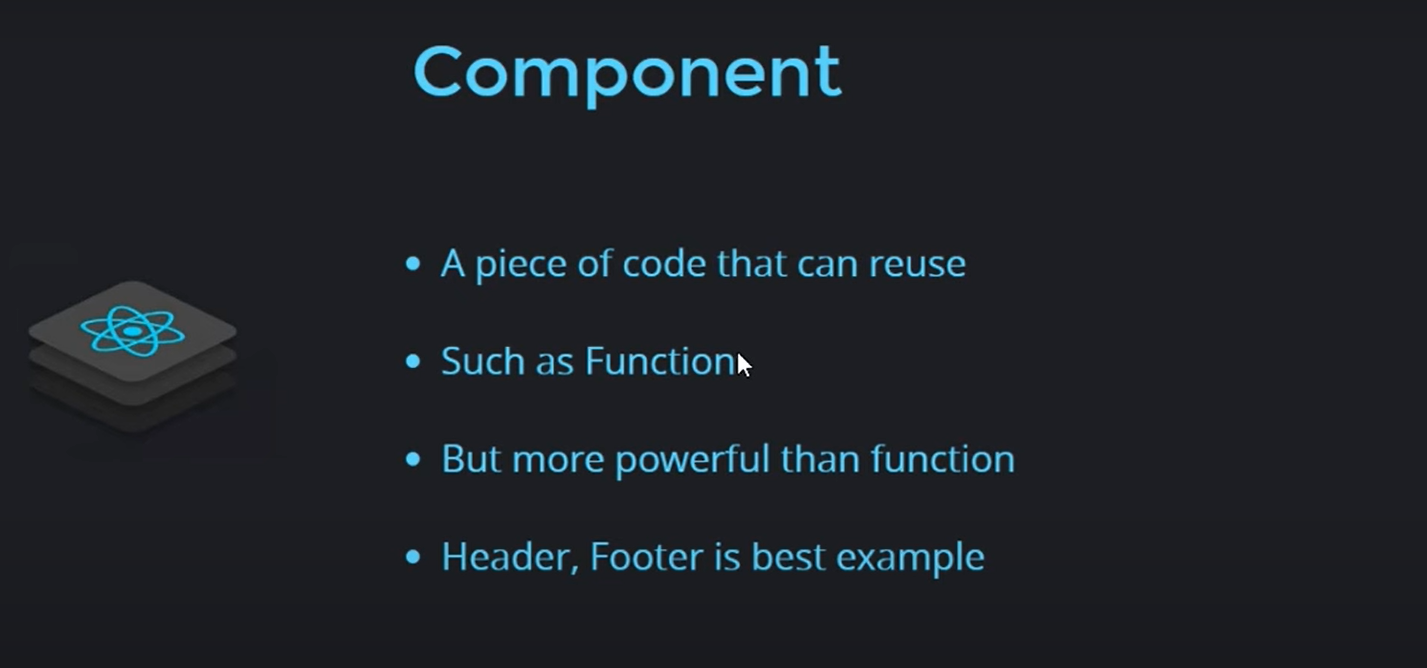 Component
• A piece of code that can reuse
• Such as Function
• But more powerful than function
• Header, Footer is best example